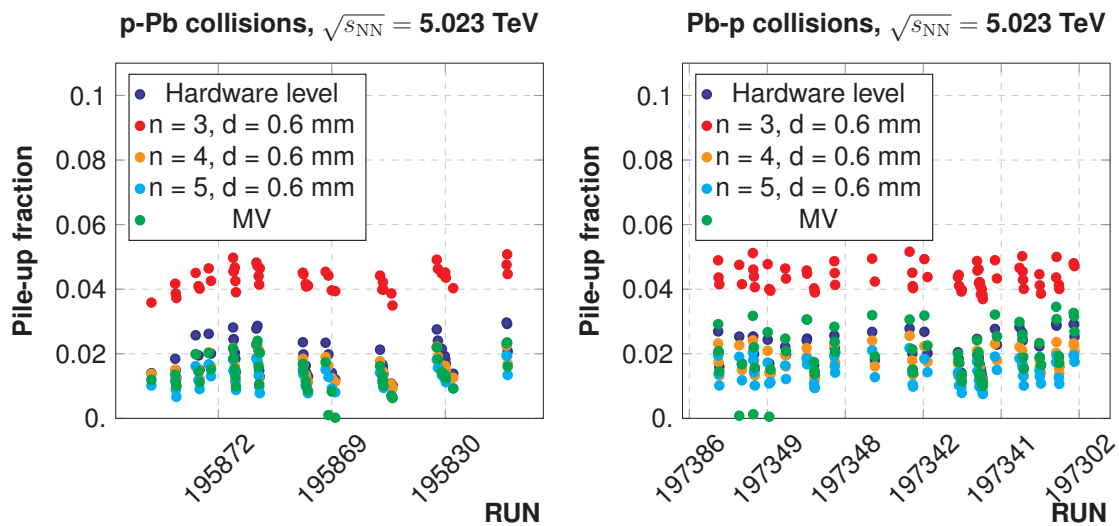 p-Pb collisions, √s_NN = 5.023 TeV
Pile-up fraction
0.1
0.08
0.06
0.04
0.02
0.
Hardware level
n = 3, d = 0.6 mm
n = 4, d = 0.6 mm
n = 5, d = 0.6 mm
MV
195872
195869
195830
RUN
Pb-p collisions, √s_NN = 5.023 TeV
Pile-up fraction
0.1
0.08
0.06
0.04
0.02
0.
Hardware level
n = 3, d = 0.6 mm
n = 4, d = 0.6 mm
n = 5, d = 0.6 mm
MV
197386
197349
197348
197342
197341
197302
RUN